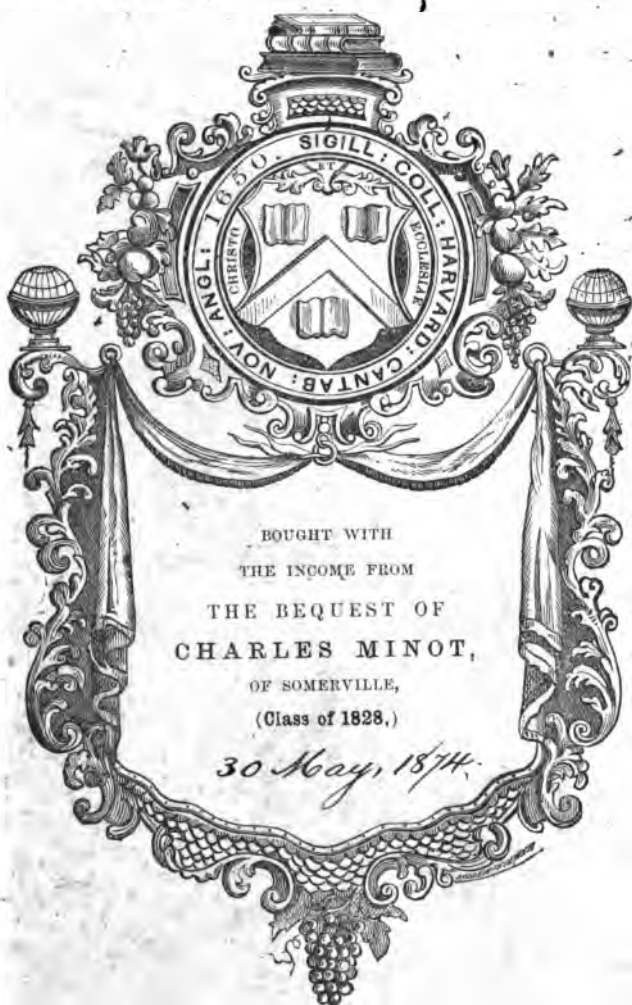 SIGILL: COLL: HARVARD: CANTAB: NOV: ANGL: 1650.
ET
CHRISTO
ECCLESIAE
BOUGHT WITH
THE INCOME FROM
THE BEQUEST OF
CHARLES MINOT,
OF SOMERVILLE,
(Class of 1828,)
30 May, 1874.